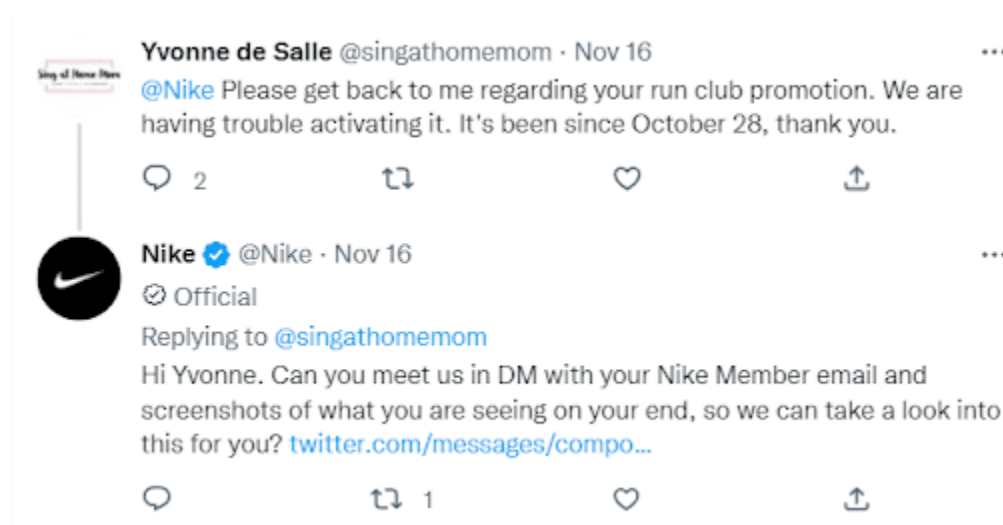 Yvonne de Salle @singathomemom · Nov 16
Sing at Home Mom
@Nike Please get back to me regarding your run club promotion. We are
having trouble activating it. It's been since October 28, thank you.
2
Nike @Nike · Nov 16
Official
Replying to @singathomemom
Hi Yvonne. Can you meet us in DM with your Nike Member email and
screenshots of what you are seeing on your end, so we can take a look into
this for you? twitter.com/messages/compo...
1